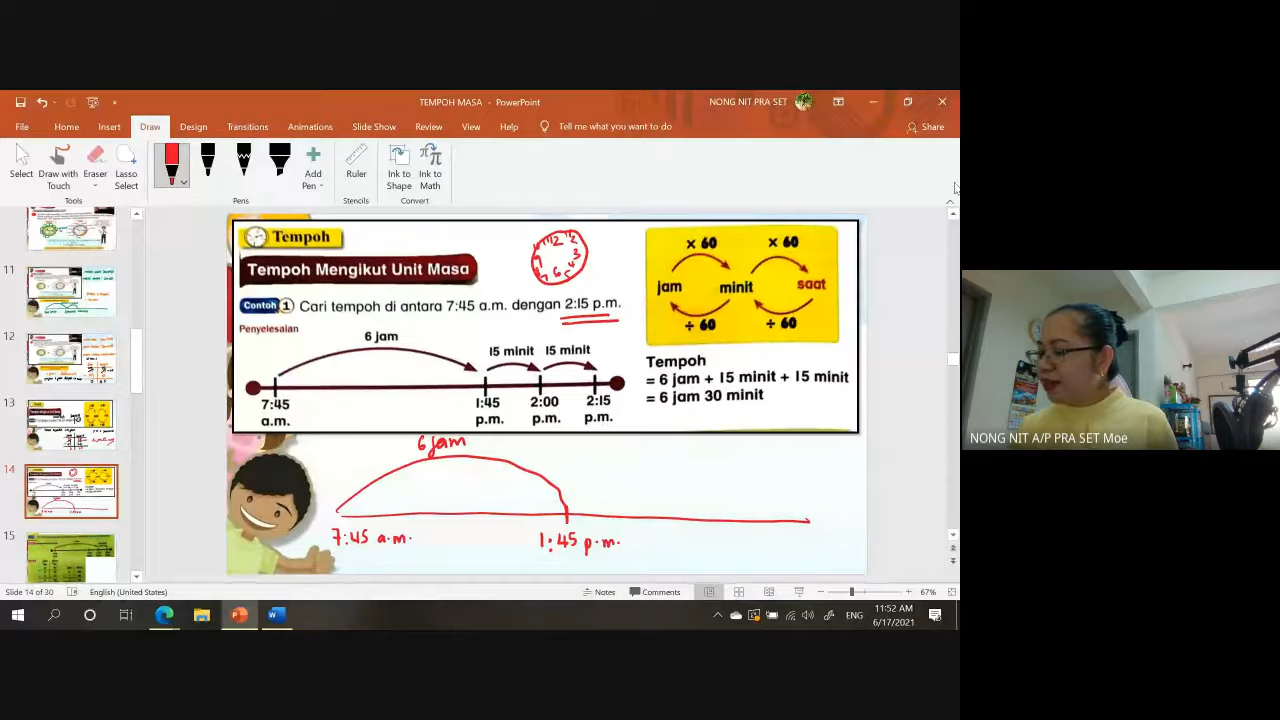 TEMPOH MASA - PowerPoint
NONG NIT PRA SET
File Home Insert Draw Design Transitions Animations Slide Show Review View Help Tell me what you want to do Share
Select Draw with Touch Eraser Lasso Select Add Pen Ruler Ink to Shape Ink to Math
Tools Pens Stencils Convert
11
12
13
14
15
Tempoh
12 2 3 5 6
Tempoh Mengikut Unit Masa
Contoh 1 Cari tempoh di antara 7:45 a.m. dengan 2:15 p.m.
Penyelesaian
6 jam 15 minit 15 minit
7:45 a.m. 1:45 p.m. 2:00 p.m. 2:15 p.m.
× 60 × 60
jam minit saat
÷ 60 ÷ 60
Tempoh
= 6 jam + 15 minit + 15 minit
= 6 jam 30 minit
6 jam
7:45 a.m. 1:45 p.m.
NONG NIT A/P PRA SET Moe
Slide 14 of 30 English (United States) Notes Comments 67%
ENG 11:52 AM
6/17/2021